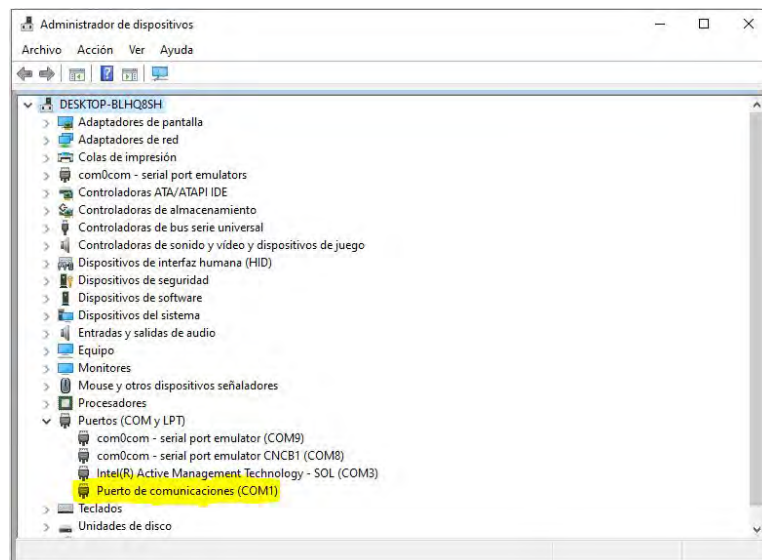 Administrador de dispositivos
Archivo Acción Ver Ayuda
DESKTOP-BLHQ8SH
Adaptadores de pantalla
Adaptadores de red
Colas de impresión
com0com - serial port emulators
Controladoras ATA/ATAPI IDE
Controladoras de almacenamiento
Controladoras de bus serie universal
Controladoras de sonido y vídeo y dispositivos de juego
Dispositivos de interfaz humana (HID)
Dispositivos de seguridad
Dispositivos de software
Dispositivos del sistema
Entradas y salidas de audio
Equipo
Monitores
Mouse y otros dispositivos señaladores
Procesadores
Puertos (COM y LPT)
com0com - serial port emulator (COM9)
com0com - serial port emulator CNCB1 (COM8)
Intel(R) Active Management Technology - SOL (COM3)
Puerto de comunicaciones (COM1)
Teclados
Unidades de disco